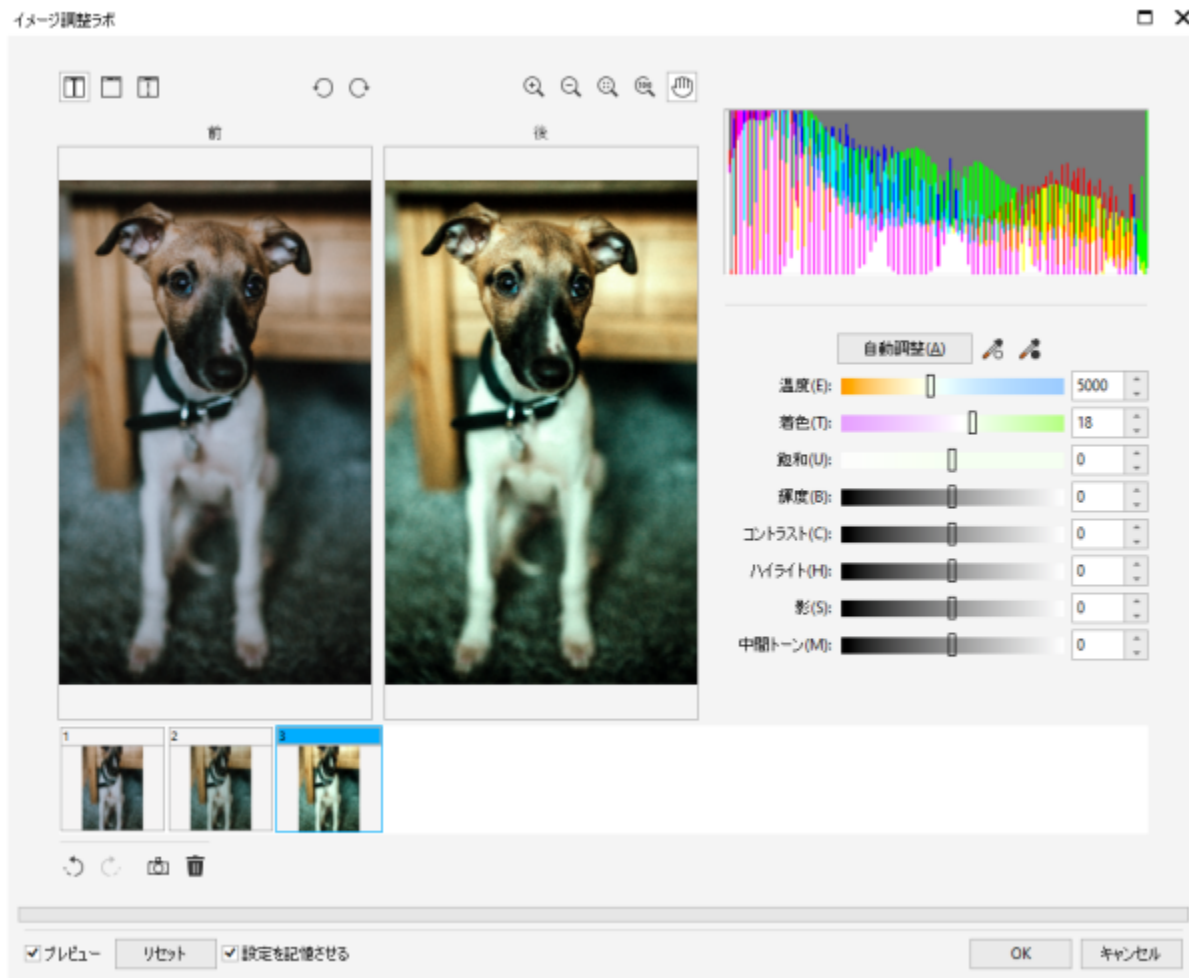 イメージ調整ラボ
前
後
自動調整(A)
温度(E):
5000
着色(T):
18
飽和(U):
0
輝度(B):
0
コントラスト(C):
0
ハイライト(H):
0
影(S):
0
中間トーン(M):
0
1
2
3
プレビュー
リセット
設定を記憶させる
OK
キャンセル